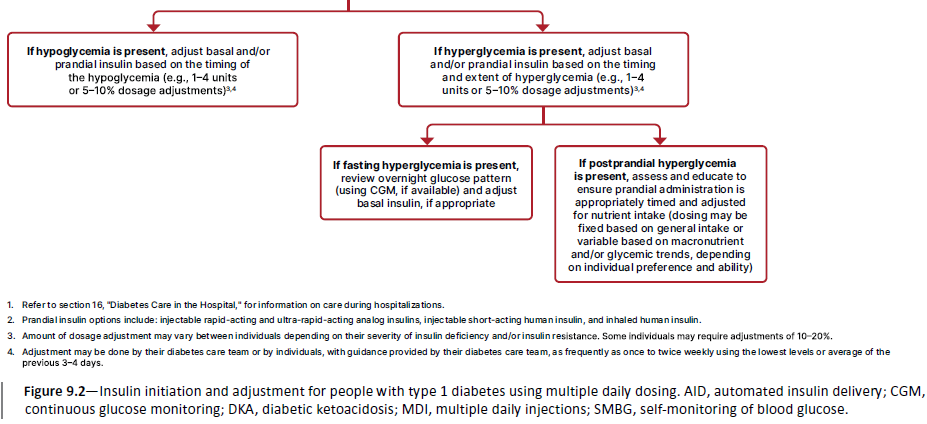 If hypoglycemia is present, adjust basal and/or
prandial insulin based on the timing of
the hypoglycemia (e.g., 1–4 units
or 5–10% dosage adjustments)³,⁴
If hyperglycemia is present, adjust basal
and/or prandial insulin based on the timing
and extent of hyperglycemia (e.g., 1–4
units or 5–10% dosage adjustments)³,⁴
If fasting hyperglycemia is present,
review overnight glucose pattern
(using CGM, if available) and adjust
basal insulin, if appropriate
If postprandial hyperglycemia
is present, assess and educate to
ensure prandial administration is
appropriately timed and adjusted
for nutrient intake (dosing may be
fixed based on general intake or
variable based on macronutrient
and/or glycemic trends, depending
on individual preference and ability)
1. Refer to section 16, "Diabetes Care in the Hospital," for information on care during hospitalizations.
2. Prandial insulin options include: injectable rapid-acting and ultra-rapid-acting analog insulins, injectable short-acting human insulin, and inhaled human insulin.
3. Amount of dosage adjustment may vary between individuals depending on their severity of insulin deficiency and/or insulin resistance. Some individuals may require adjustments of 10–20%.
4. Adjustment may be done by their diabetes care team or by individuals, with guidance provided by their diabetes care team, as frequently as once to twice weekly using the lowest levels or average of the
previous 3–4 days.
Figure 9.2—Insulin initiation and adjustment for people with type 1 diabetes using multiple daily dosing. AID, automated insulin delivery; CGM,
continuous glucose monitoring; DKA, diabetic ketoacidosis; MDI, multiple daily injections; SMBG, self-monitoring of blood glucose.